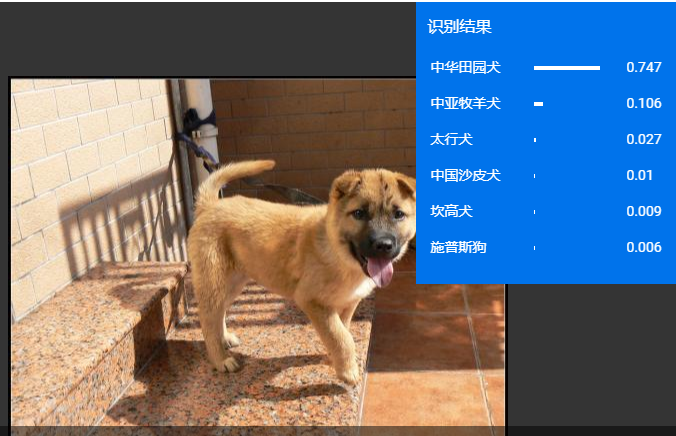 识别结果
中华田园犬 0.747
中亚牧羊犬 0.106
太行犬 0.027
中国沙皮犬 0.01
坎高犬 0.009
施普斯狗 0.006